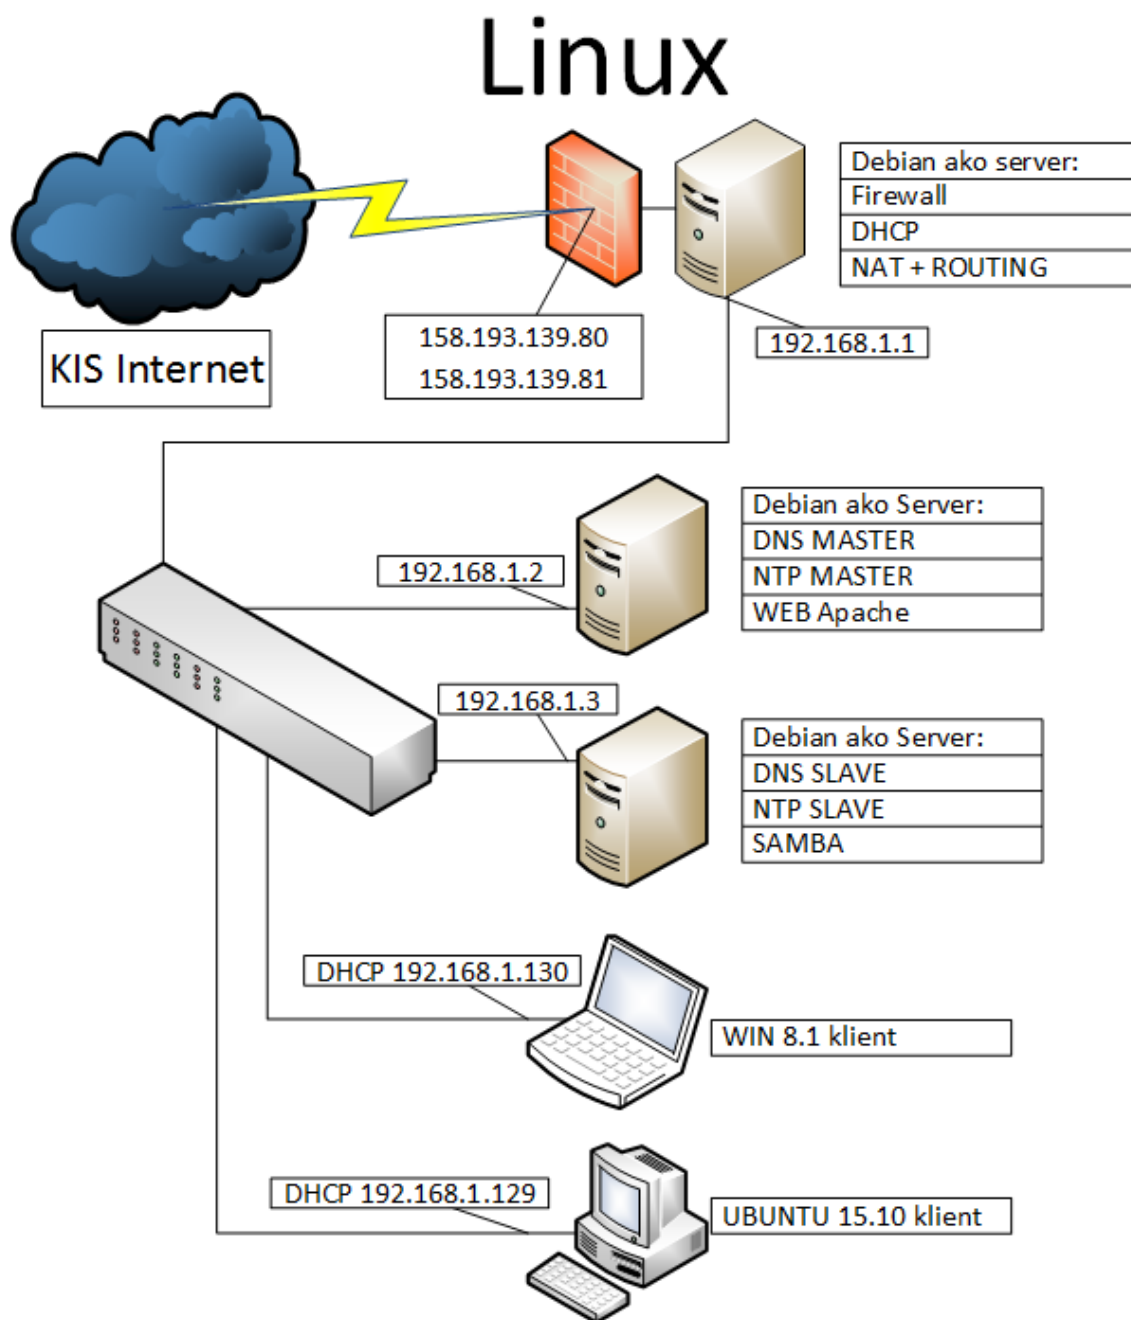 Linux
Debian ako server:
Firewall
DHCP
NAT + ROUTING
158.193.139.80
158.193.139.81
192.168.1.1
KIS Internet
Debian ako Server:
DNS MASTER
NTP MASTER
WEB Apache
192.168.1.2
192.168.1.3
Debian ako Server:
DNS SLAVE
NTP SLAVE
SAMBA
DHCP 192.168.1.130
WIN 8.1 klient
DHCP 192.168.1.129
UBUNTU 15.10 klient